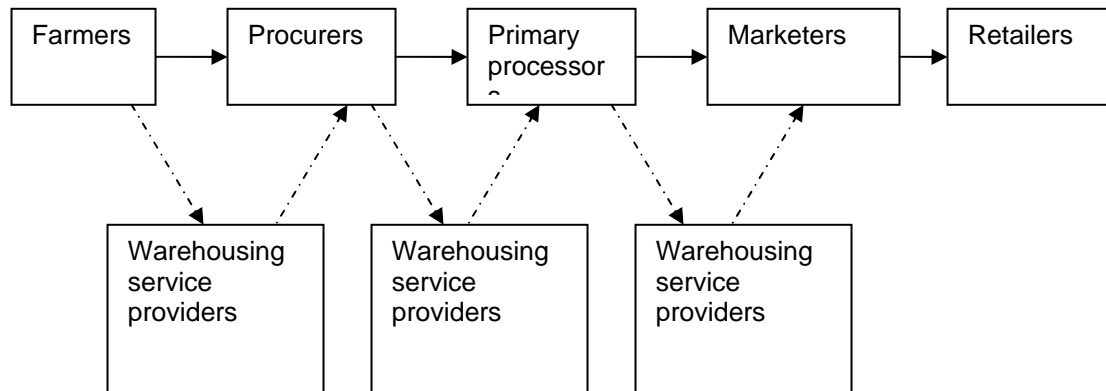 Farmers
Procurers
Primary
processor
s
Marketers
Retailers
Warehousing
service
providers
Warehousing
service
providers
Warehousing
service
providers